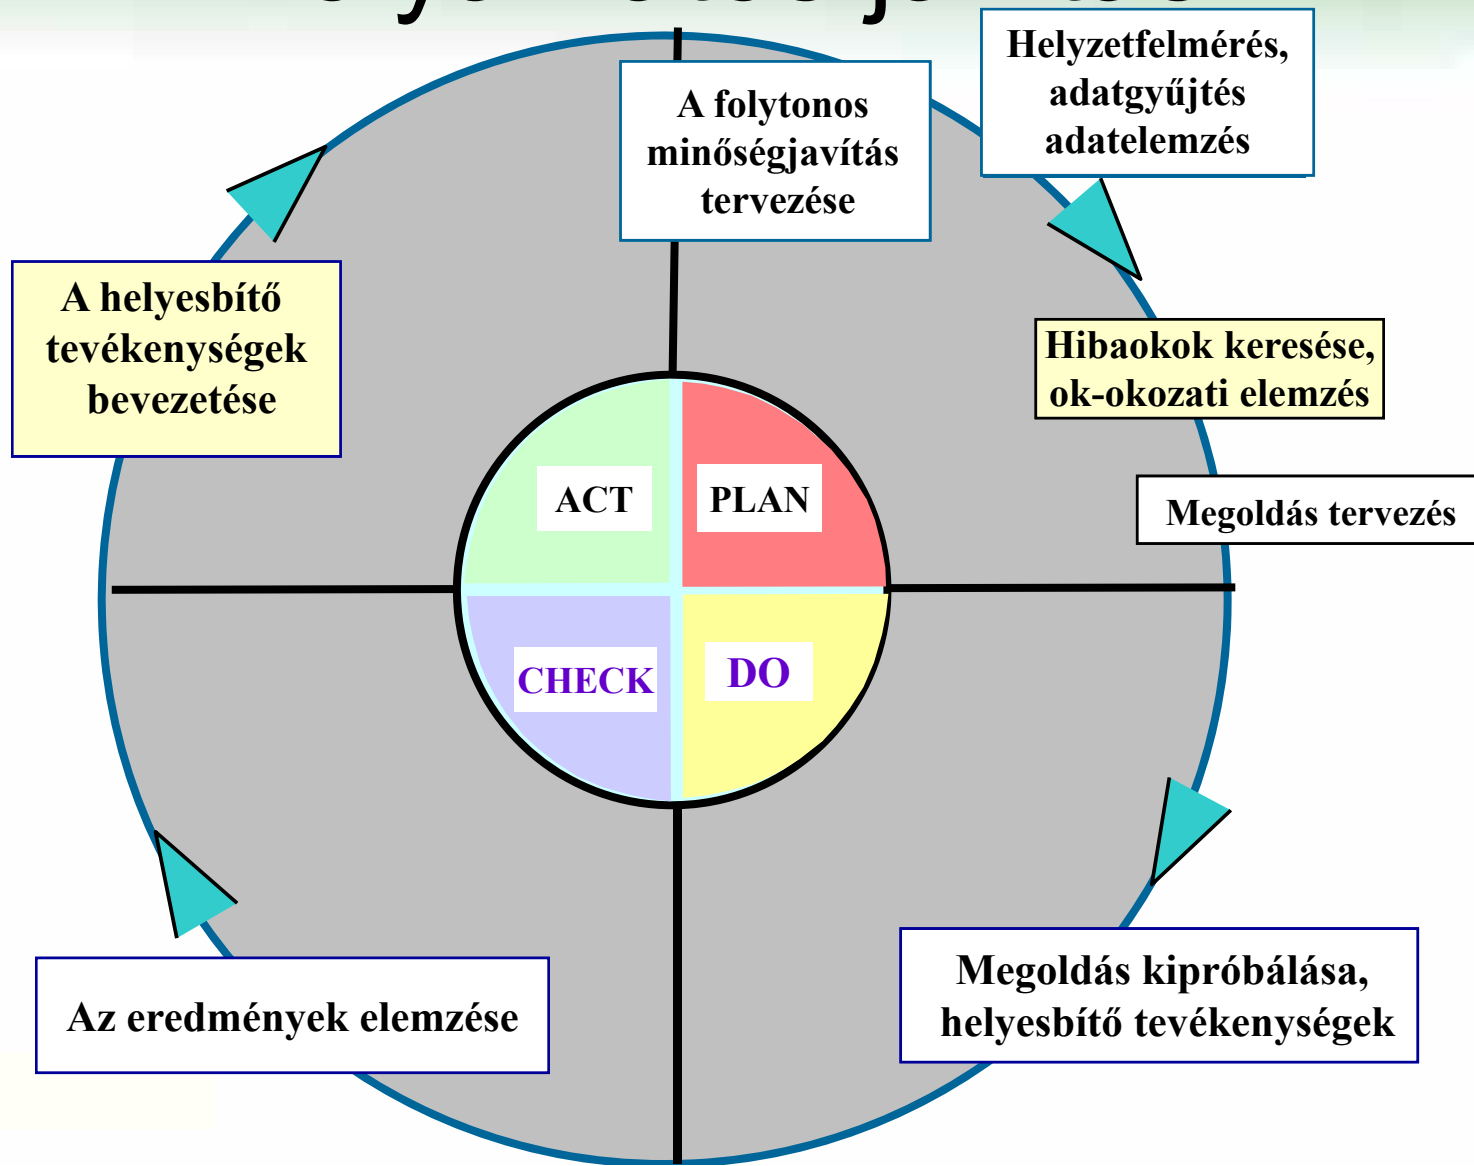 A folytonos
minőségjavítás
tervezése
Helyzetfelmérés,
adatgyűjtés
adatelemzés
Hibaokok keresése,
ok-okozati elemzés
Megoldás tervezés
Megoldás kipróbálása,
helyesbítő tevékenységek
Az eredmények elemzése
A helyesbítő
tevékenységek
bevezetése
ACT
PLAN
CHECK
DO